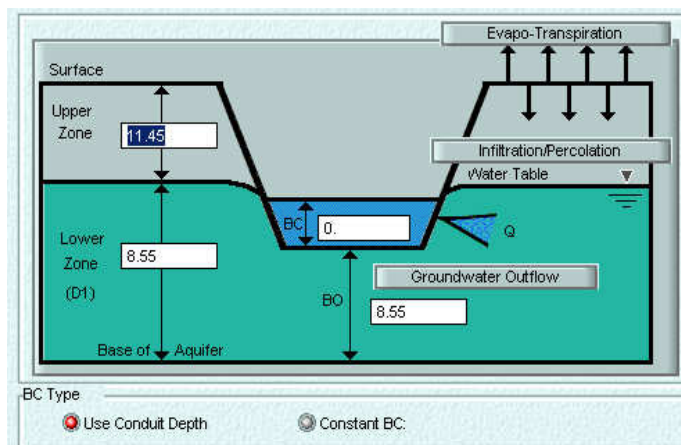 Evapo-Transpiration
Surface
Upper
Zone
11.45
Infiltration/Percolation
Water Table
BC
0.
Q
Lower
Zone
(D1)
8.55
Groundwater Outflow
BO
8.55
Base of Aquifer
BC Type
Use Conduit Depth
Constant BC: